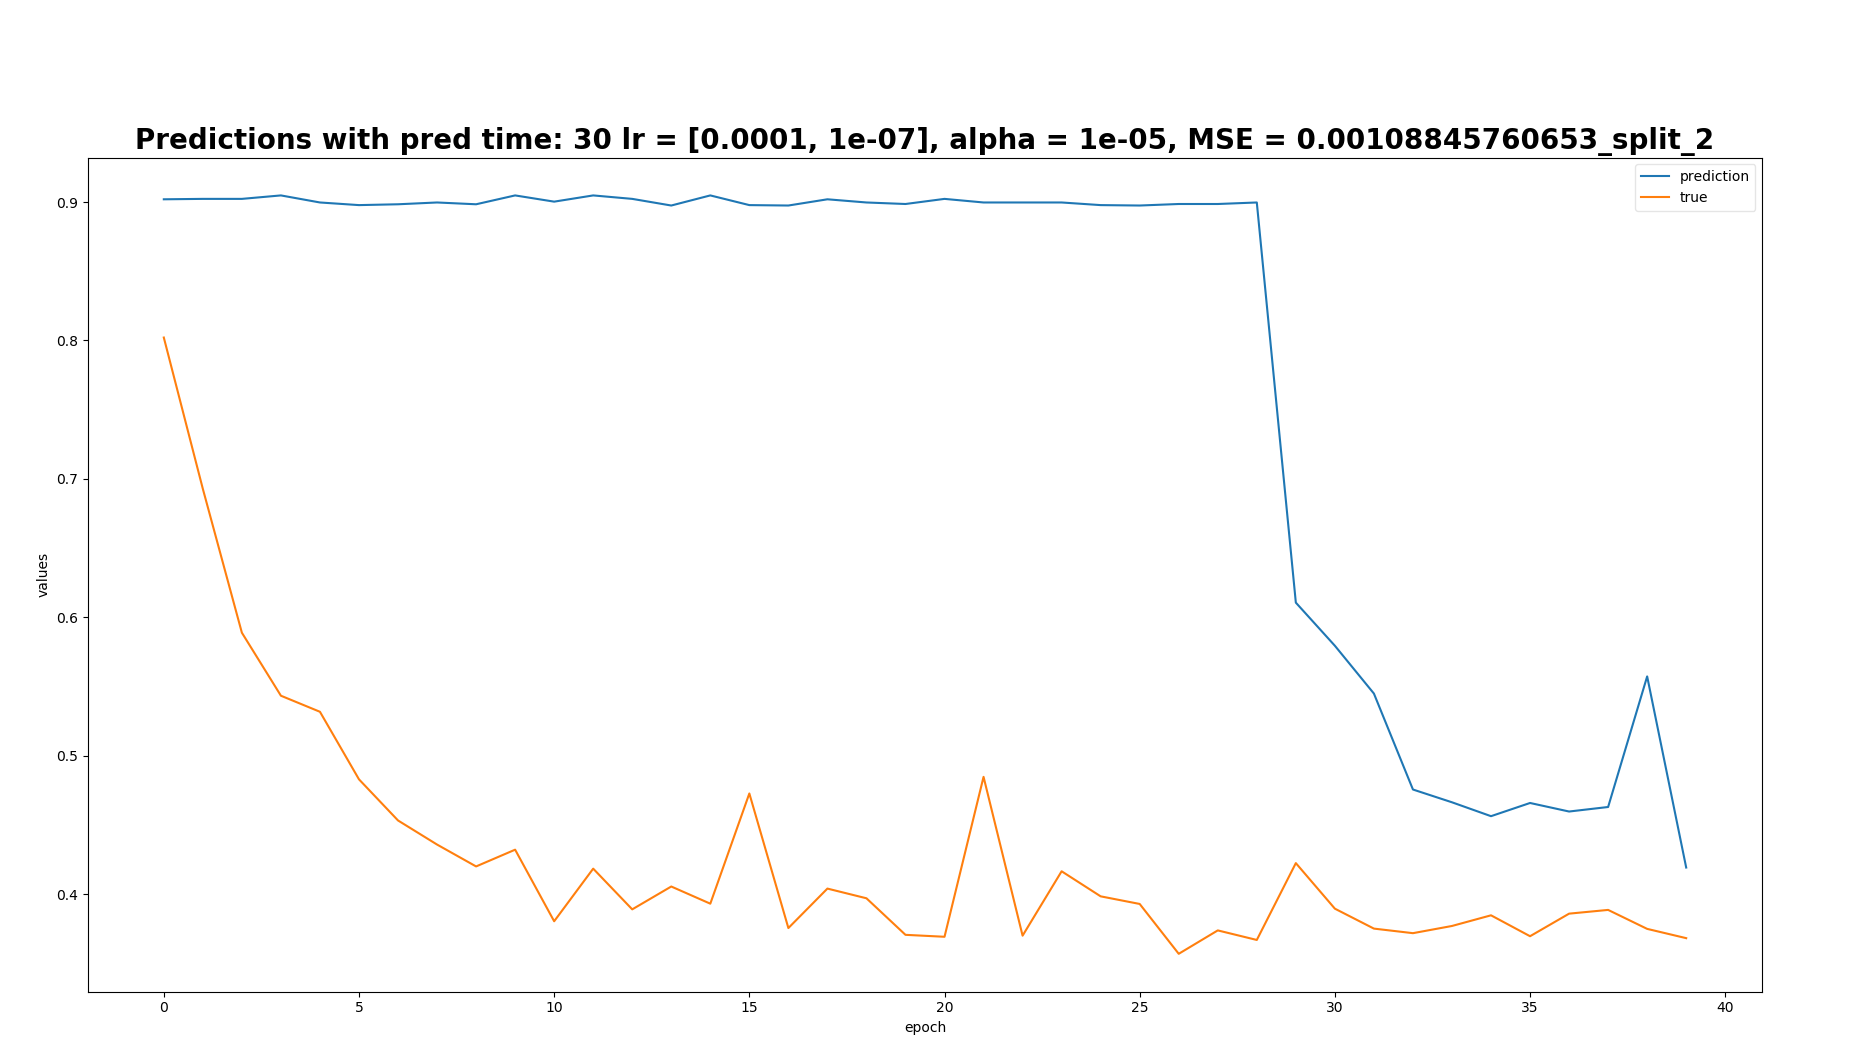 Predictions with pred time: 30 lr = [0.0001, 1e-07], alpha = 1e-05, MSE = 0.00108845760653_split_2
prediction
true
0.9
0.8
0.7
0.6
0.5
0.4
values
0 5 10 15 20 25 30 35 40
epoch